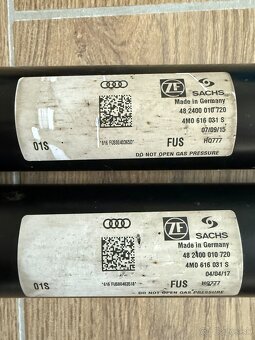 ZF SACHS
Made in Germany
48 2400 010 720
4M0 616 031 S
07/09/15
01S
FUS HQ777
DO NOT OPEN GAS PRESSURE
ZF SACHS
Made in Germany
48 2400 010 720
4M0 616 031 S
04/04/17
01S
FUS HQ777
DO NOT OPEN GAS PRESSURE